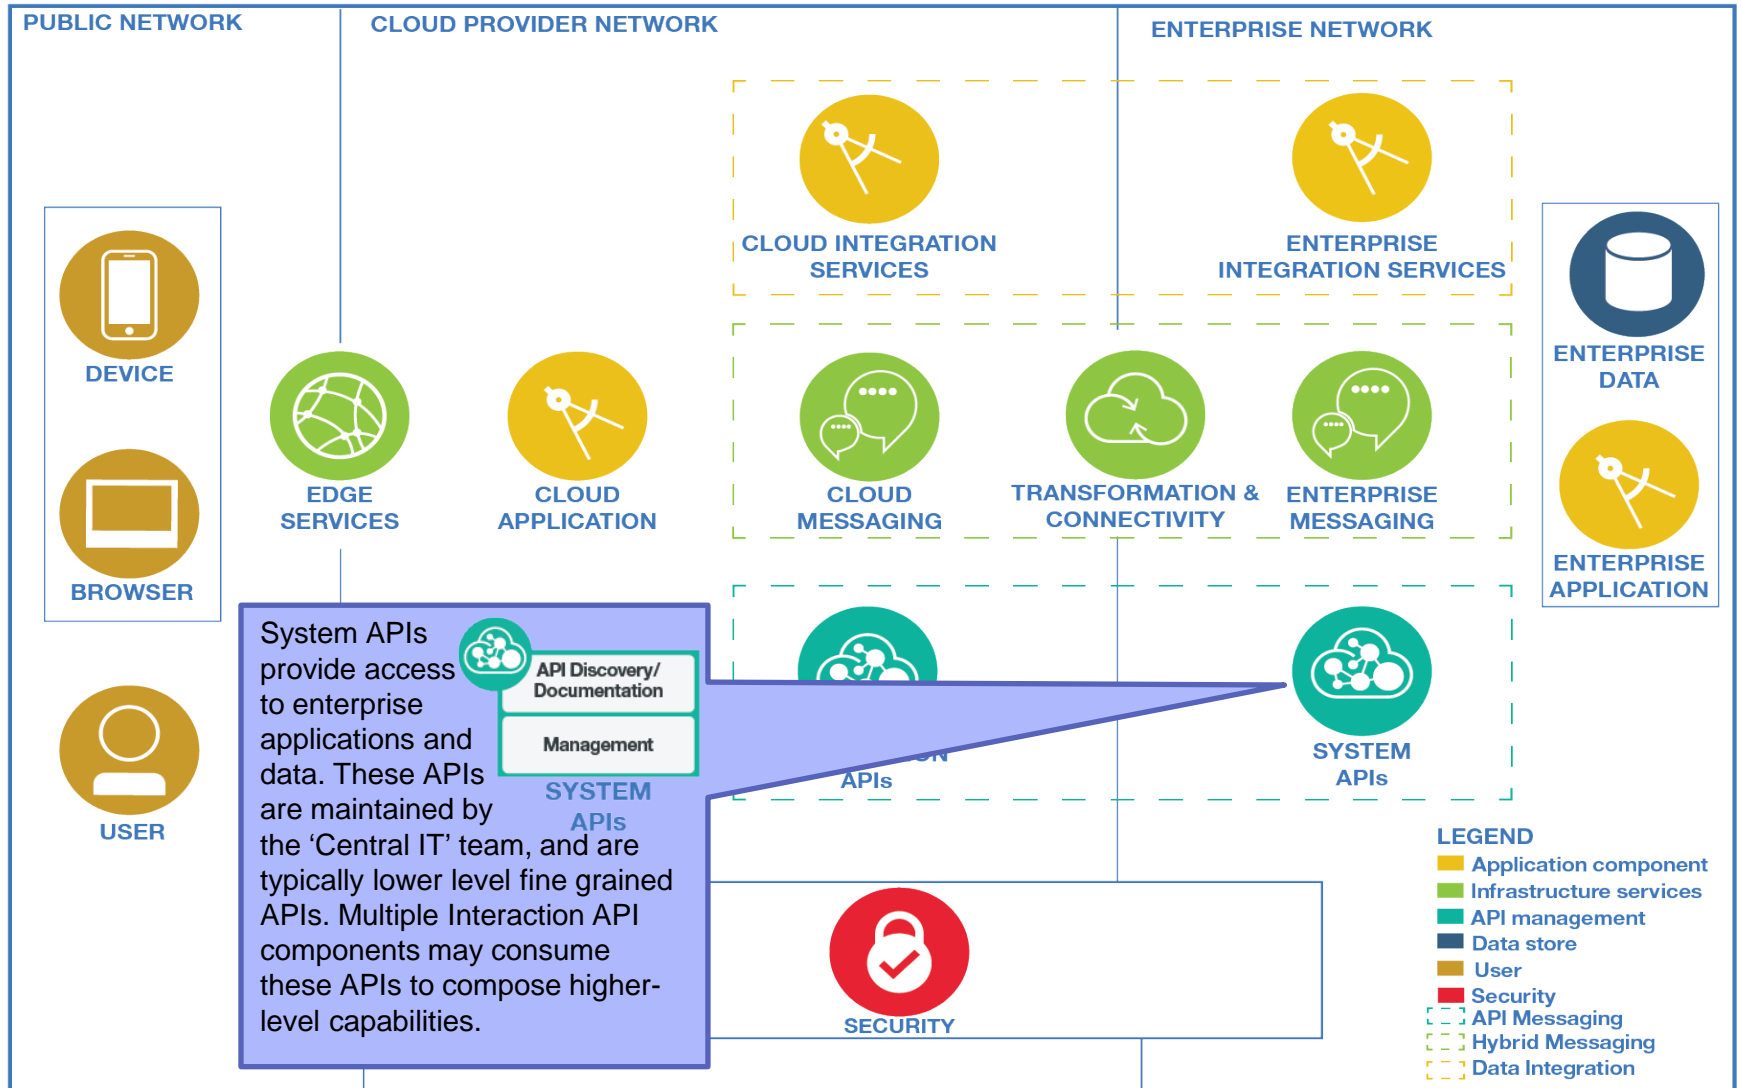 PUBLIC NETWORK
CLOUD PROVIDER NETWORK
ENTERPRISE NETWORK
CLOUD INTEGRATION
SERVICES
ENTERPRISE
INTEGRATION SERVICES
DEVICE
BROWSER
USER
EDGE
SERVICES
CLOUD
APPLICATION
CLOUD
MESSAGING
TRANSFORMATION &
CONNECTIVITY
ENTERPRISE
MESSAGING
ENTERPRISE
DATA
ENTERPRISE
APPLICATION
System APIs
provide access
to enterprise
applications and
data. These APIs
are maintained by
the ‘Central IT’ team, and are
typically lower level fine grained
APIs. Multiple Interaction API
components may consume
these APIs to compose higher-
level capabilities.
API Discovery/
Documentation
Management
SYSTEM
APIs
APIs
SYSTEM
APIs
SECURITY
LEGEND
Application component
Infrastructure services
API management
Data store
User
Security
API Messaging
Hybrid Messaging
Data Integration